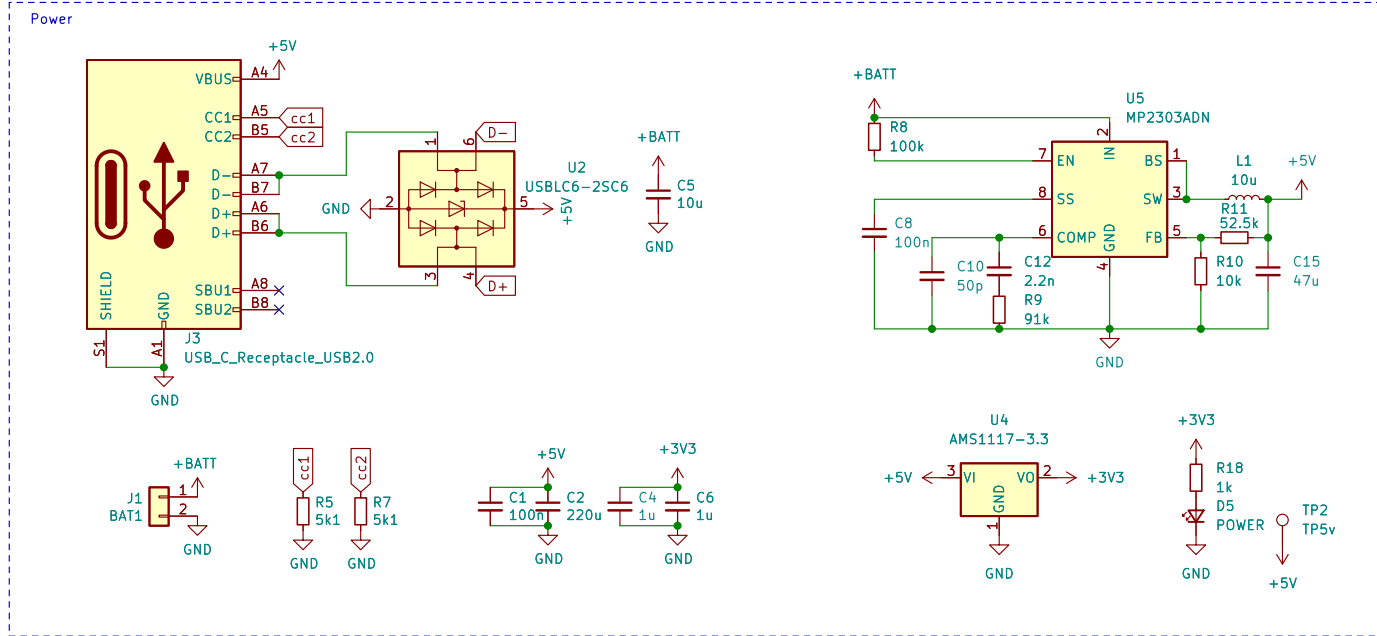 Power
+5V
VBUS
A4
CC1
A5
cc1
CC2
B5
cc2
D-
A7
D-
B7
D+
A6
D+
B6
SBU1
A8
SBU2
B8
SHIELD
GND
S1
A1
J3
USB_C_Receptacle_USB2.0
GND
1
6
D-
U2
USBLC6-2SC6
GND
2
5
+5V
3
4
D+
+BATT
C5
10u
GND
+BATT
R8
100k
U5
MP2303ADN
2
IN
7
EN
BS
1
8
SS
SW
3
6
COMP
GND
FB
5
4
L1
10u
+5V
R11
52.5k
C8
100n
C10
50p
C12
2.2n
R9
91k
R10
10k
C15
47u
GND
+BATT
J1
BAT1
1
2
GND
cc1
R5
5k1
GND
cc2
R7
5k1
GND
+5V
C1
100n
C2
220u
GND
+3V3
C4
1u
C6
1u
GND
U4
AMS1117-3.3
+5V
3
VI
VO
2
+3V3
GND
1
GND
+3V3
R18
1k
D5
POWER
GND
TP2
TP5v
+5V